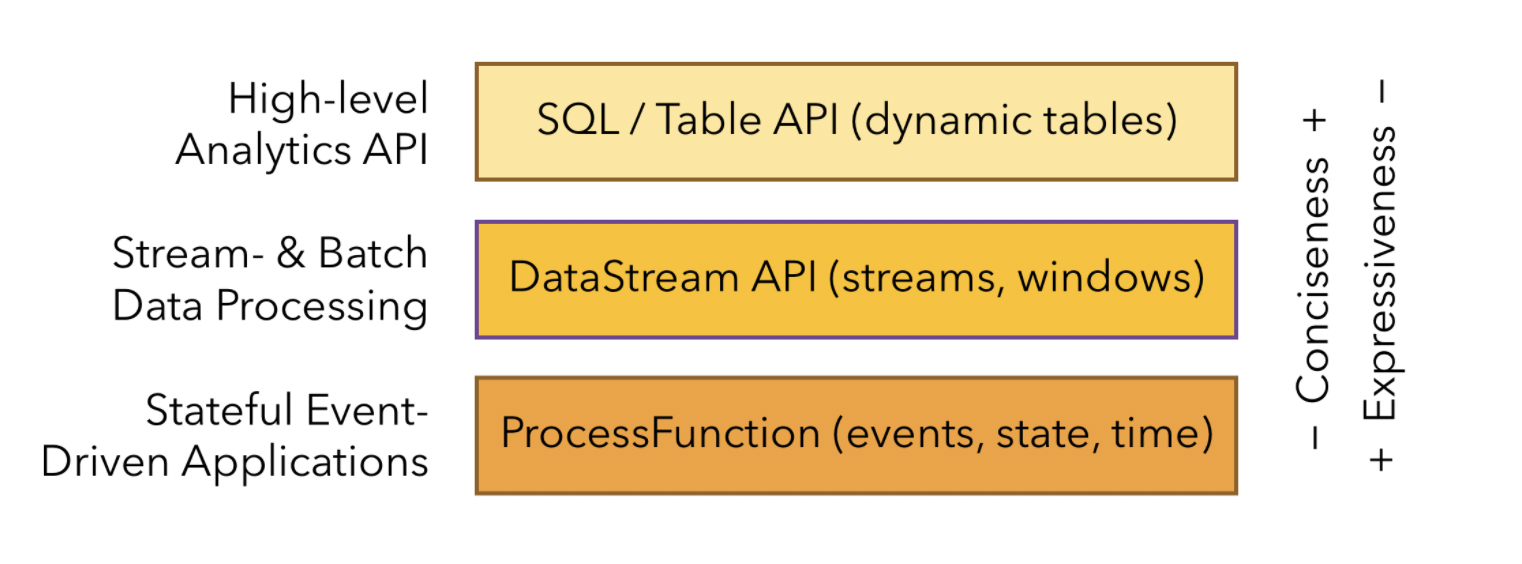 High-level
Analytics API
SQL / Table API (dynamic tables)
Stream- & Batch
Data Processing
DataStream API (streams, windows)
Stateful Event-
Driven Applications
ProcessFunction (events, state, time)
− Conciseness +
+ Expressiveness −